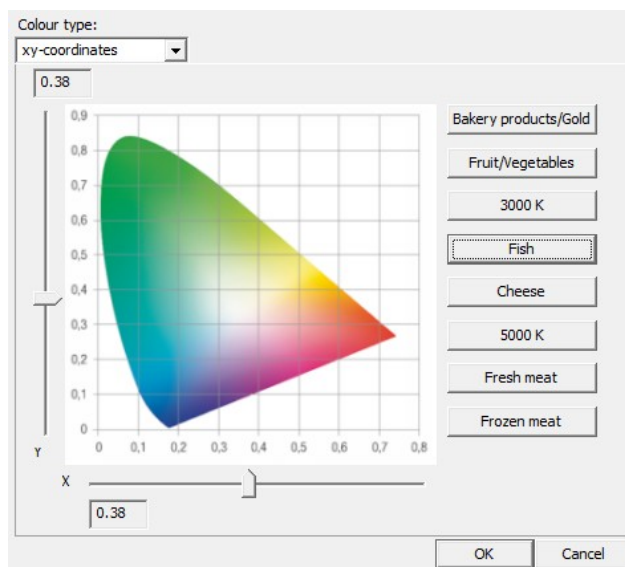 Colour type:
xy-coordinates
0.38
0,9
0,8
0,7
0,6
0,5
0,4
0,3
0,2
0,1
0
0 0,1 0,2 0,3 0,4 0,5 0,6 0,7 0,8
Y
X
0.38
Bakery products/Gold
Fruit/Vegetables
3000 K
Fish
Cheese
5000 K
Fresh meat
Frozen meat
OK Cancel